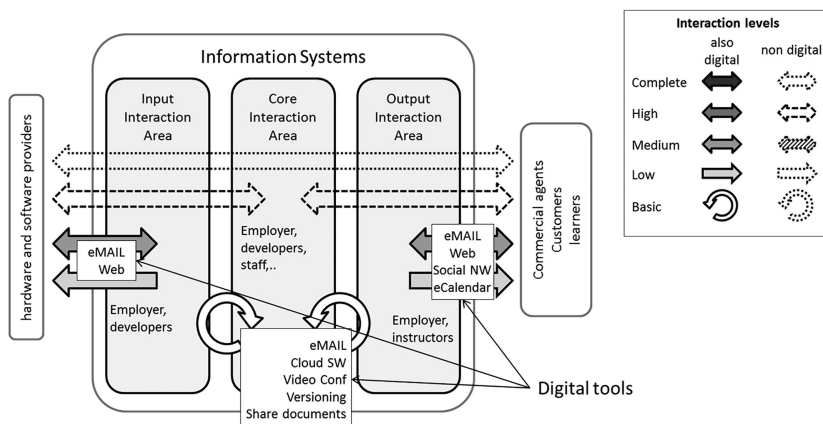 Information Systems
Input
Interaction
Area
Core
Interaction
Area
Output
Interaction
Area
hardware and software providers
Employer,
developers,
staff,..
eMAIL
Web
Employer,
developers
eMAIL
Web
Social NW
eCalendar
Employer,
instructors
eMAIL
Cloud SW
Video Conf
Versioning
Share documents
Commercial agents
Customers
learners
Digital tools
Interaction levels
also
digital
non digital
Complete
High
Medium
Low
Basic